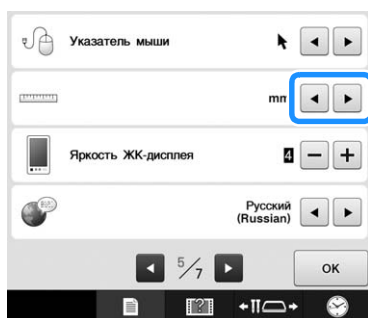 Указатель мыши
mm
Яркость ЖК-дисплея 4 − +
Русский
(Russian)
5/7 OK